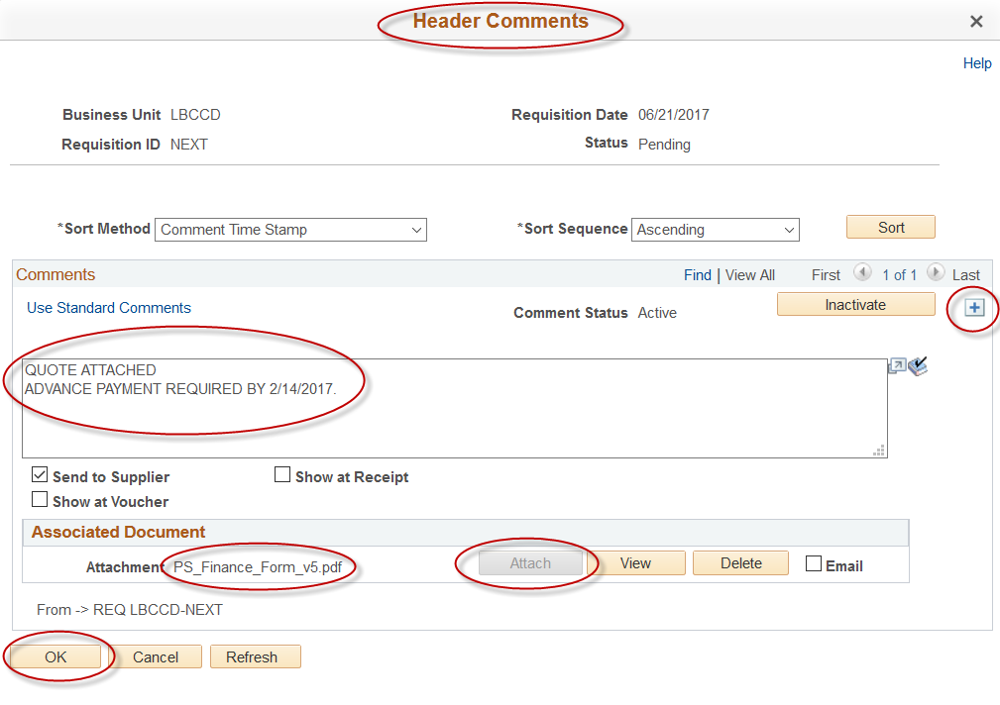 Header Comments
Help
Business Unit LBCCD Requisition Date 06/21/2017
Requisition ID NEXT Status Pending
*Sort Method Comment Time Stamp *Sort Sequence Ascending Sort
Comments Find | View All First 1 of 1 Last
Use Standard Comments Comment Status Active Inactivate
QUOTE ATTACHED
ADVANCE PAYMENT REQUIRED BY 2/14/2017.
Send to Supplier Show at Receipt
Show at Voucher
Associated Document
Attachment PS_Finance_Form_v5.pdf Attach View Delete Email
From -> REQ LBCCD-NEXT
OK Cancel Refresh